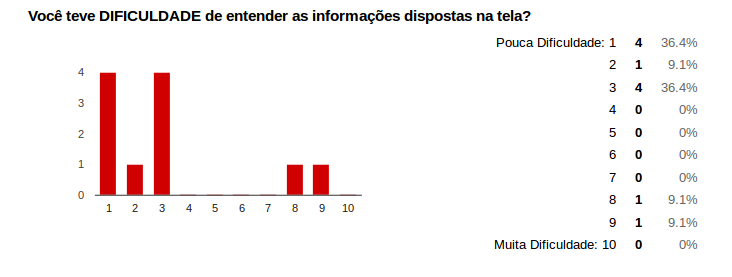 Você teve DIFICULDADE de entender as informações dispostas na tela?
Pouca Dificuldade: 1 4 36.4%
2 1 9.1%
3 4 36.4%
4 0 0%
5 0 0%
6 0 0%
7 0 0%
8 1 9.1%
9 1 9.1%
Muita Dificuldade: 10 0 0%
4
3
2
1
0
1 2 3 4 5 6 7 8 9 10